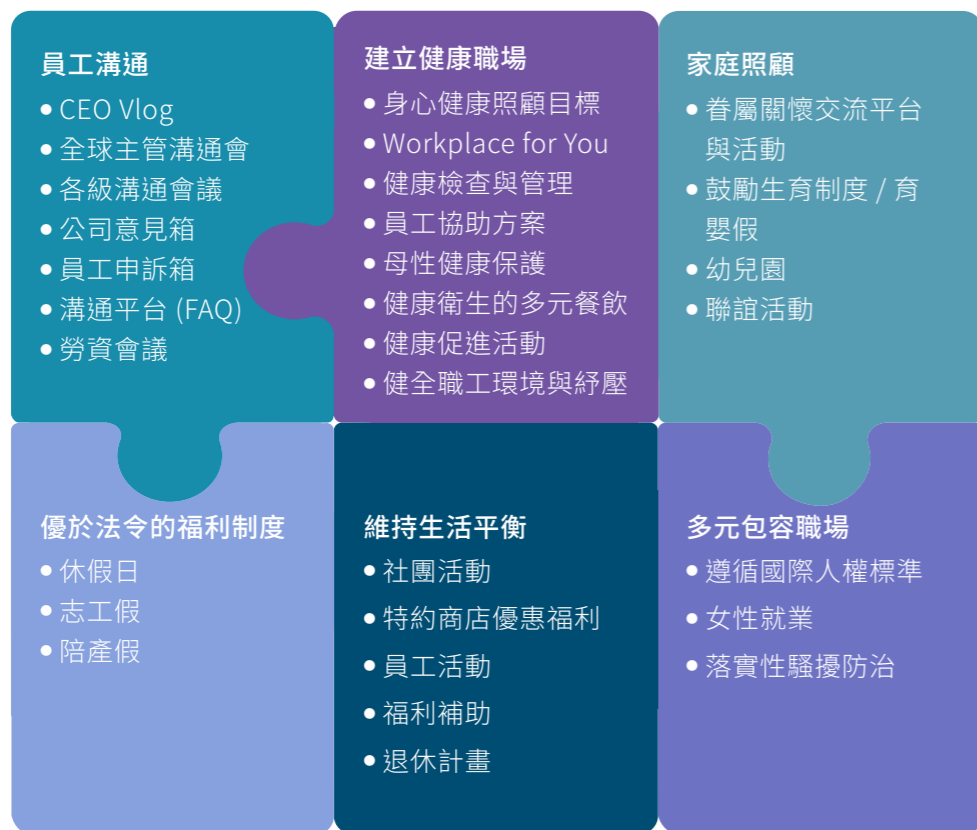 員工溝通
• CEO Vlog
• 全球主管溝通會
• 各級溝通會議
• 公司意見箱
• 員工申訴箱
• 溝通平台 (FAQ)
• 勞資會議
建立健康職場
• 身心健康照顧目標
• Workplace for You
• 健康檢查與管理
• 員工協助方案
• 母性健康保護
• 健康衛生的多元餐飲
• 健康促進活動
• 健全職工環境與紓壓
家庭照顧
• 眷屬關懷交流平台
與活動
• 鼓勵生育制度 / 育
嬰假
• 幼兒園
• 聯誼活動
優於法令的福利制度
• 休假日
• 志工假
• 陪產假
維持生活平衡
• 社團活動
• 特約商店優惠福利
• 員工活動
• 福利補助
• 退休計畫
多元包容職場
• 遵循國際人權標準
• 女性就業
• 落實性騷擾防治